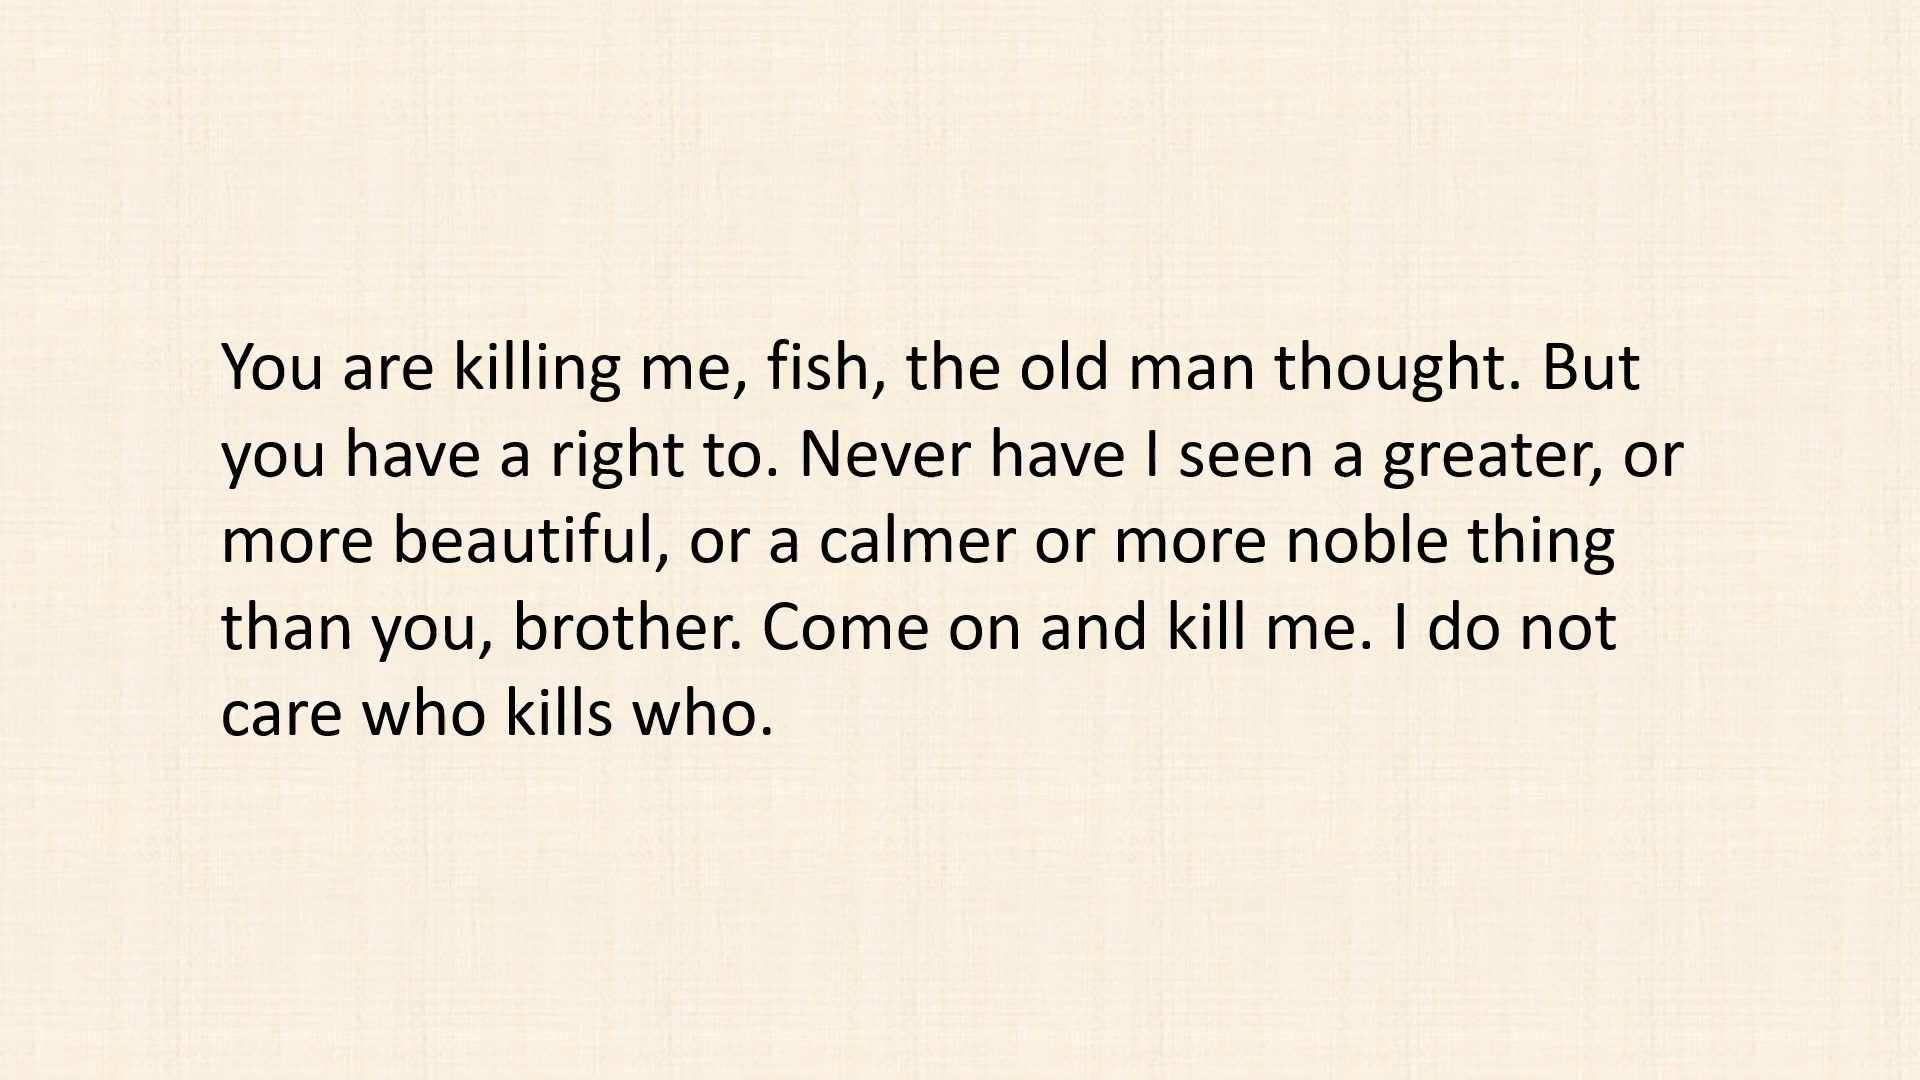 You are killing me, fish, the old man thought. But
you have a right to. Never have I seen a greater, or
more beautiful, or a calmer or more noble thing
than you, brother. Come on and kill me. I do not
care who kills who.